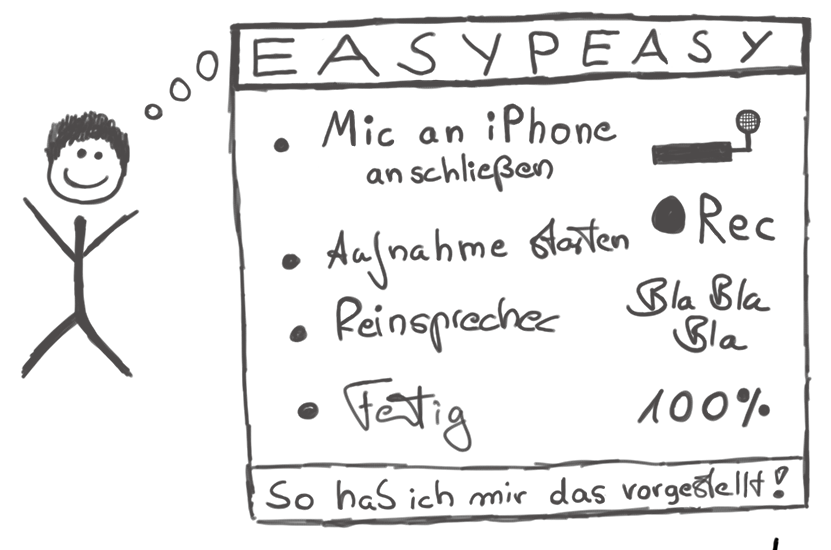 EASYPEASY
Mic an iPhone
anschließen
Aufnahme starten
Rec
Reinsprechen
Bla Bla
Bla
Fertig
100%
So hab ich mir das vorgestellt!